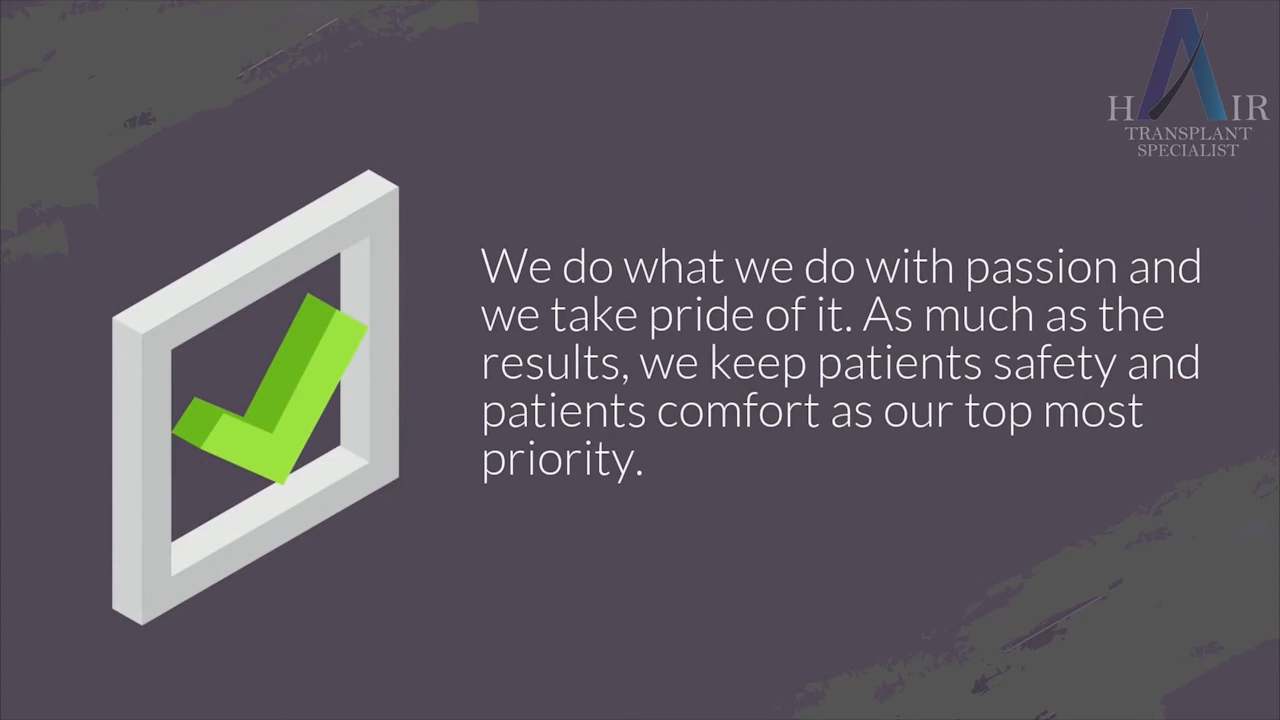 HAIR
TRANSPLANT
SPECIALIST
We do what we do with passion and
we take pride of it. As much as the
results, we keep patients safety and
patients comfort as our top most
priority.